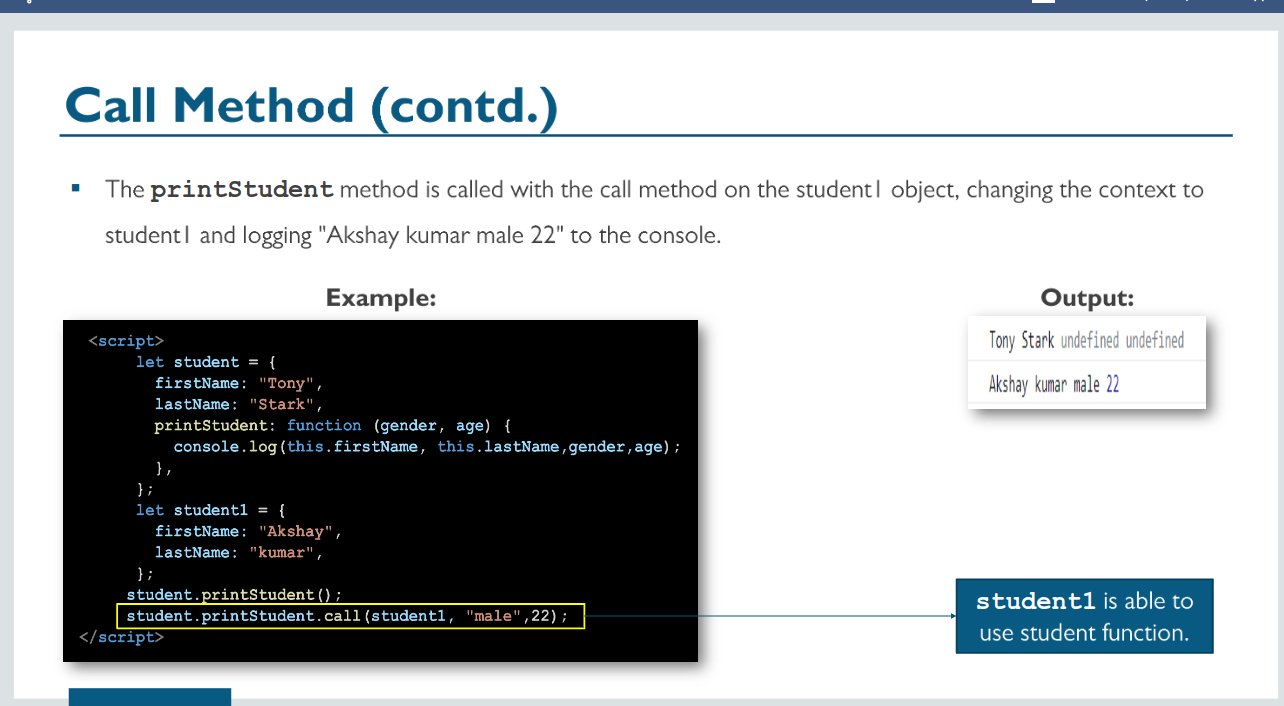 Call Method (contd.)
▪ The printStudent method is called with the call method on the student1 object, changing the context to
student1 and logging "Akshay kumar male 22" to the console.
Example:
<script>
let student = {
firstName: "Tony",
lastName: "Stark",
printStudent: function (gender, age) {
console.log(this.firstName, this.lastName,gender,age);
},
};
let student1 = {
firstName: "Akshay",
lastName: "kumar",
};
student.printStudent();
student.printStudent.call(student1, "male",22);
</script>
Output:
Tony Stark undefined undefined
Akshay kumar male 22
student1 is able to
use student function.